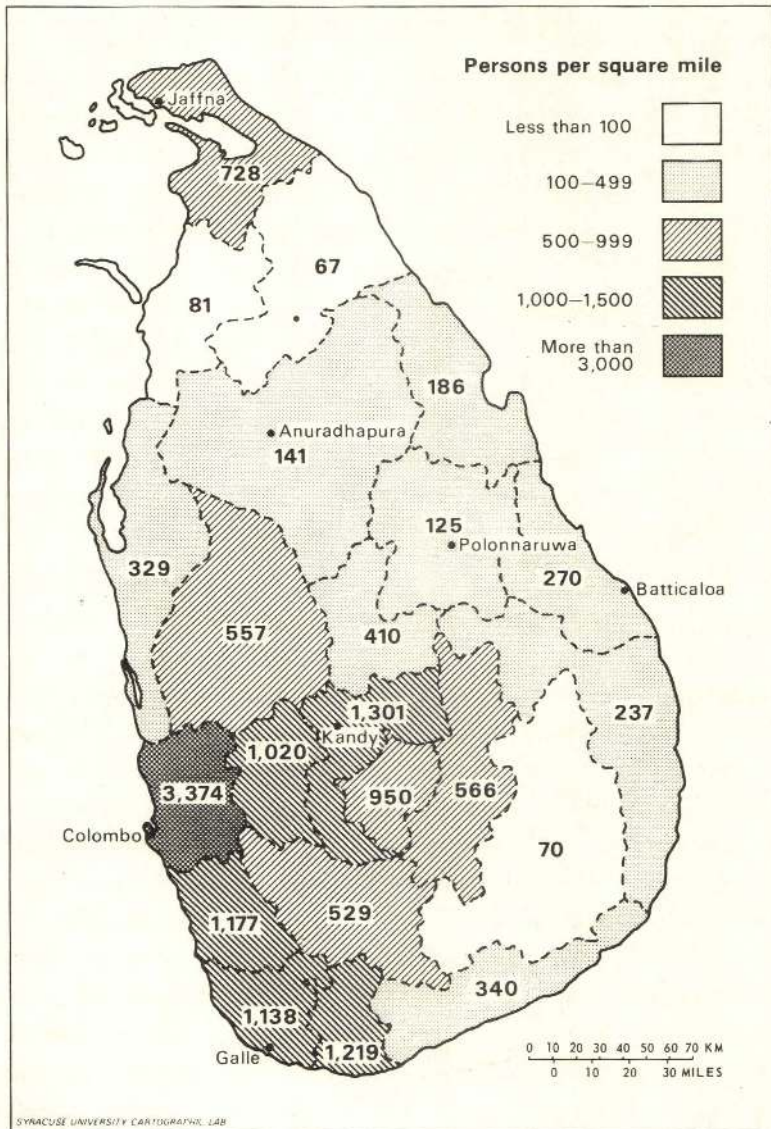 Persons per square mile
Less than 100
100–499
500–999
1,000–1,500
More than
3,000
Jaffna
728
67
81
186
Anuradhapura
141
125
Polonnaruwa
329
270
Batticaloa
557
410
237
1,301
Kandy
1,020
3,374
950
566
Colombo
70
1,177
529
340
1,138
1,219
Galle
0 10 20 30 40 50 60 70 KM
0 10 20 30 MILES
SYRACUSE UNIVERSITY CARTOGRAPHIC LAB